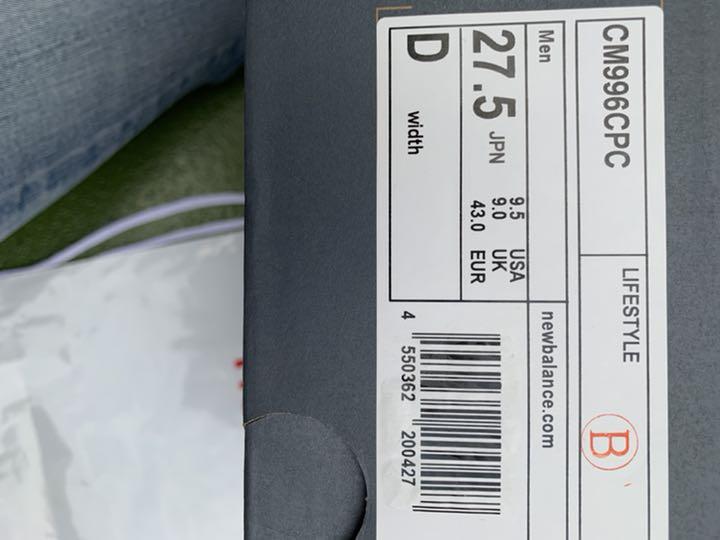 CM996CPC LIFESTYLE
B
Men newbalance.com
27.5 JPN
9.5 USA
9.0 UK
43.0 EUR
D width
4 550362 200427